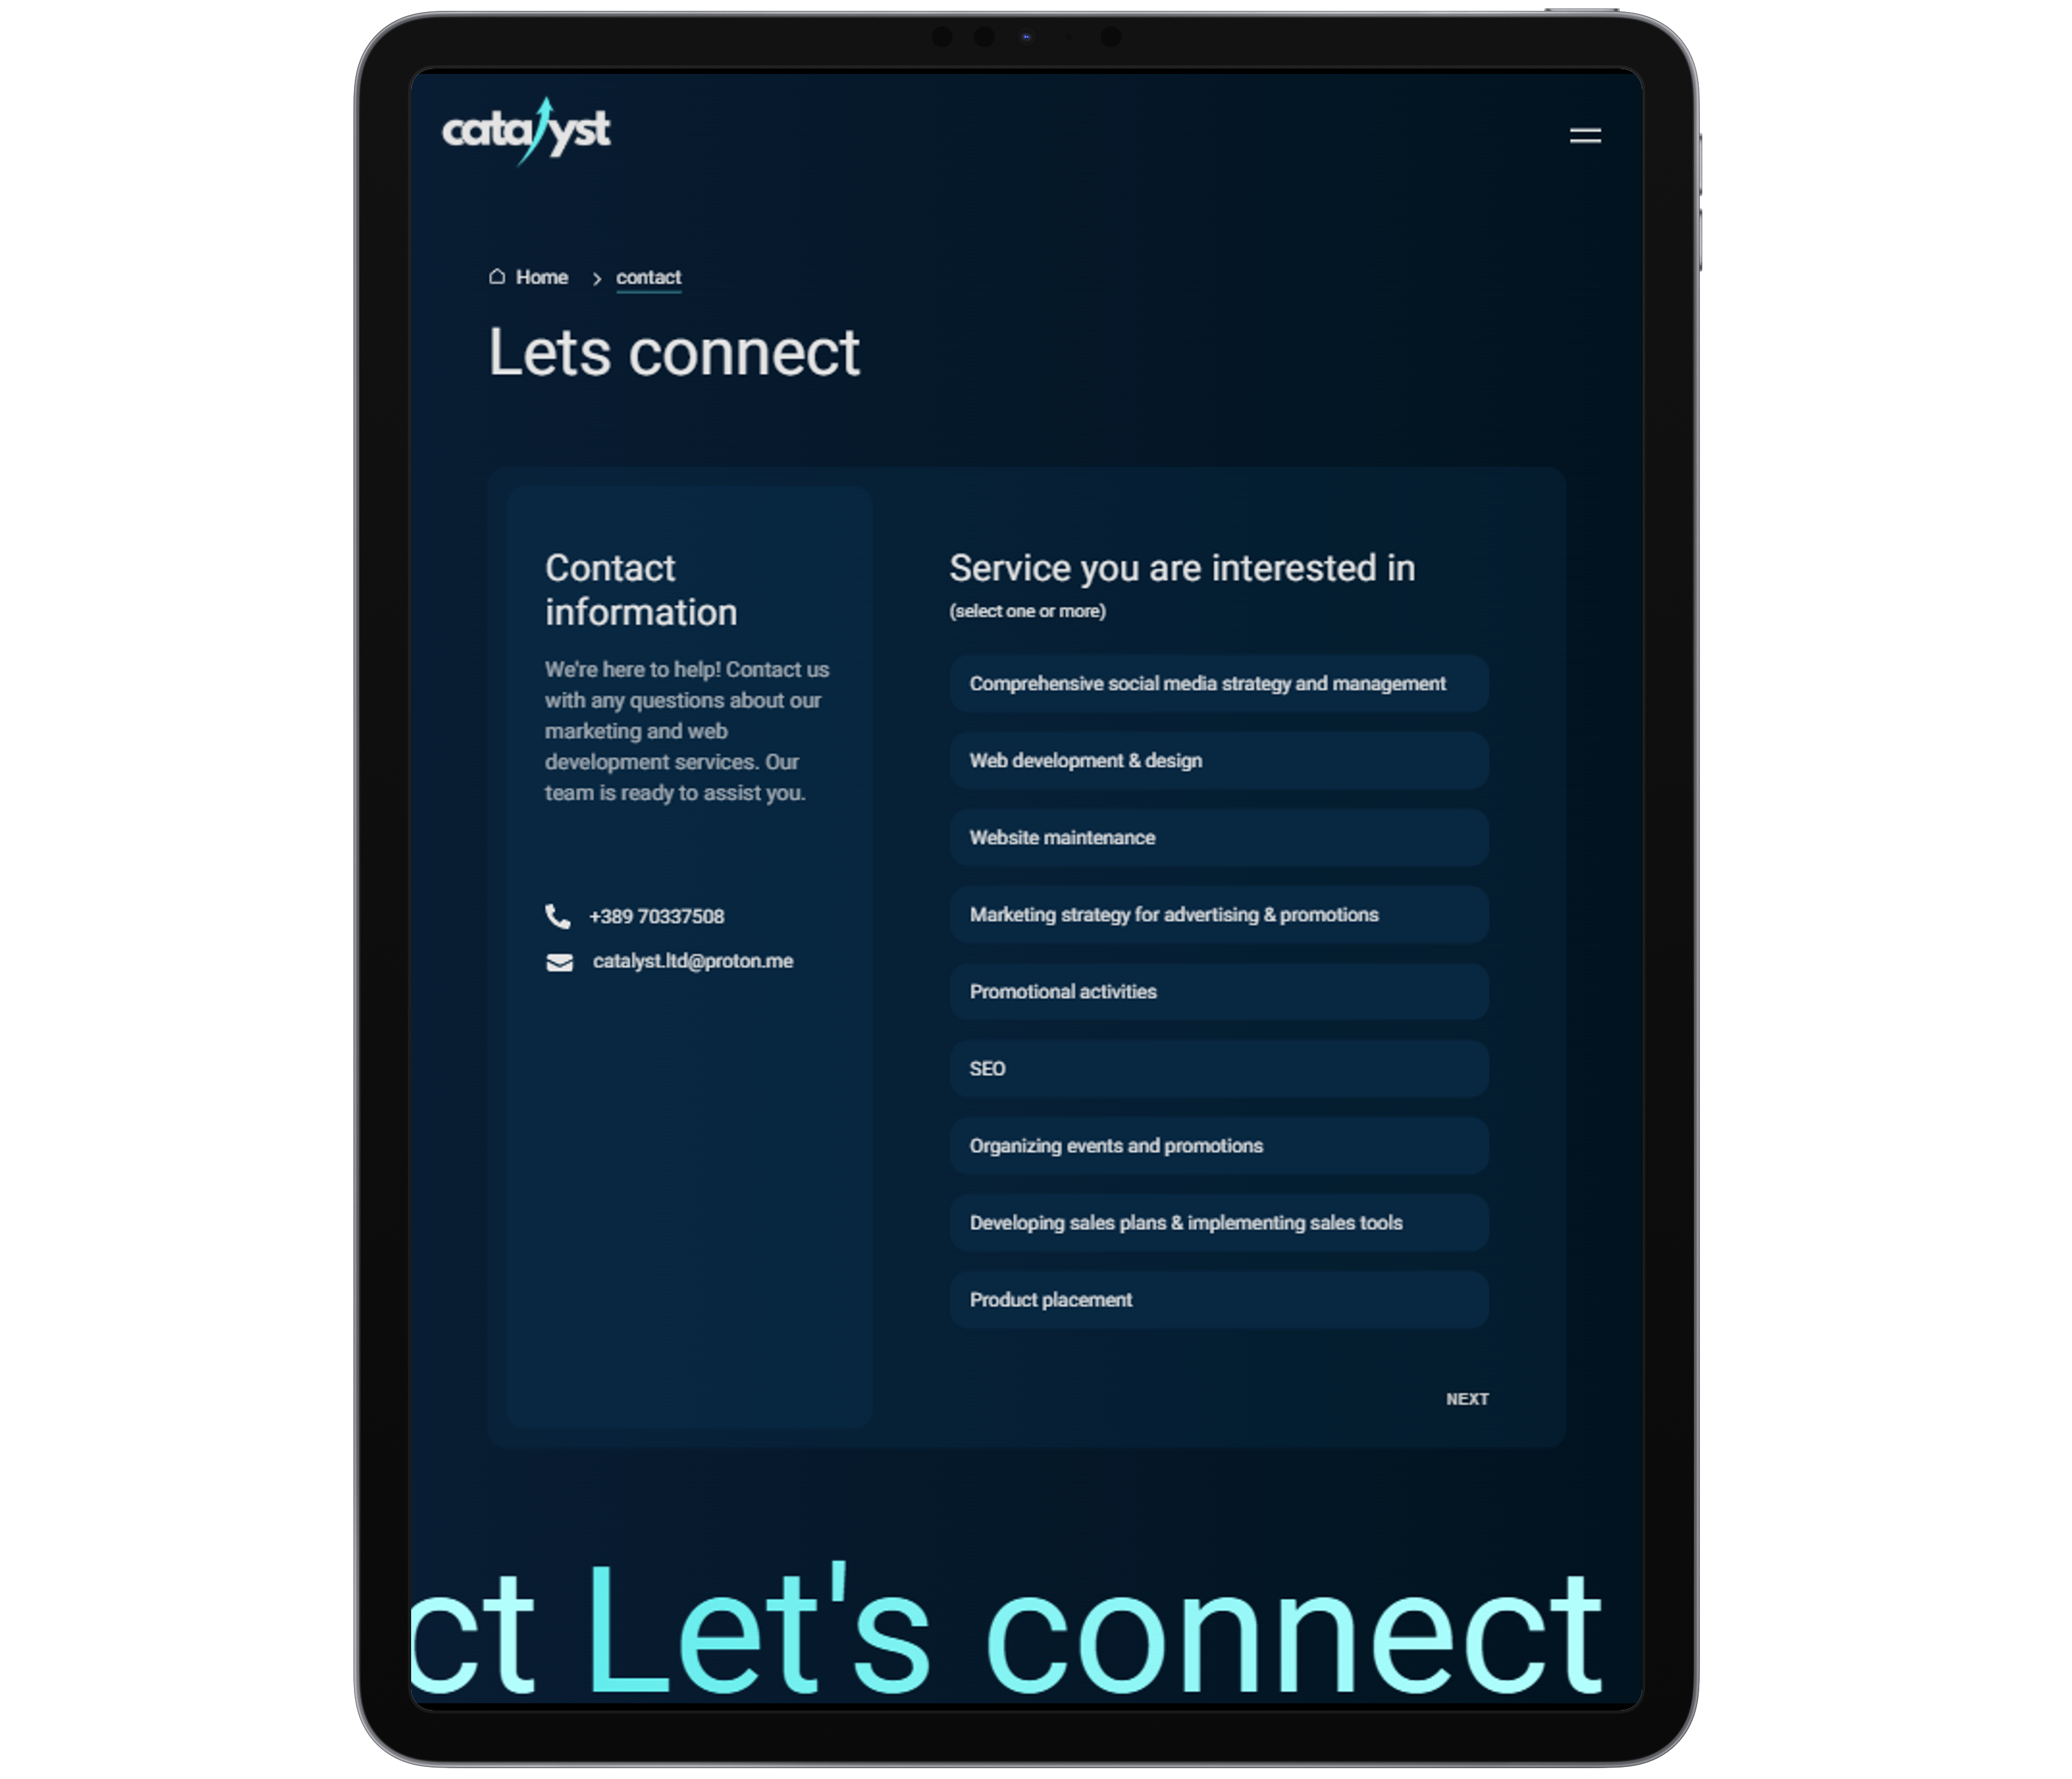 catalyst
Home > contact
Lets connect
Contact
information
We're here to help! Contact us
with any questions about our
marketing and web
development services. Our
team is ready to assist you.
+389 70337508
catalyst.ltd@proton.me
Service you are interested in
(select one or more)
Comprehensive social media strategy and management
Web development & design
Website maintenance
Marketing strategy for advertising & promotions
Promotional activities
SEO
Organizing events and promotions
Developing sales plans & implementing sales tools
Product placement
NEXT
ct Let's connect